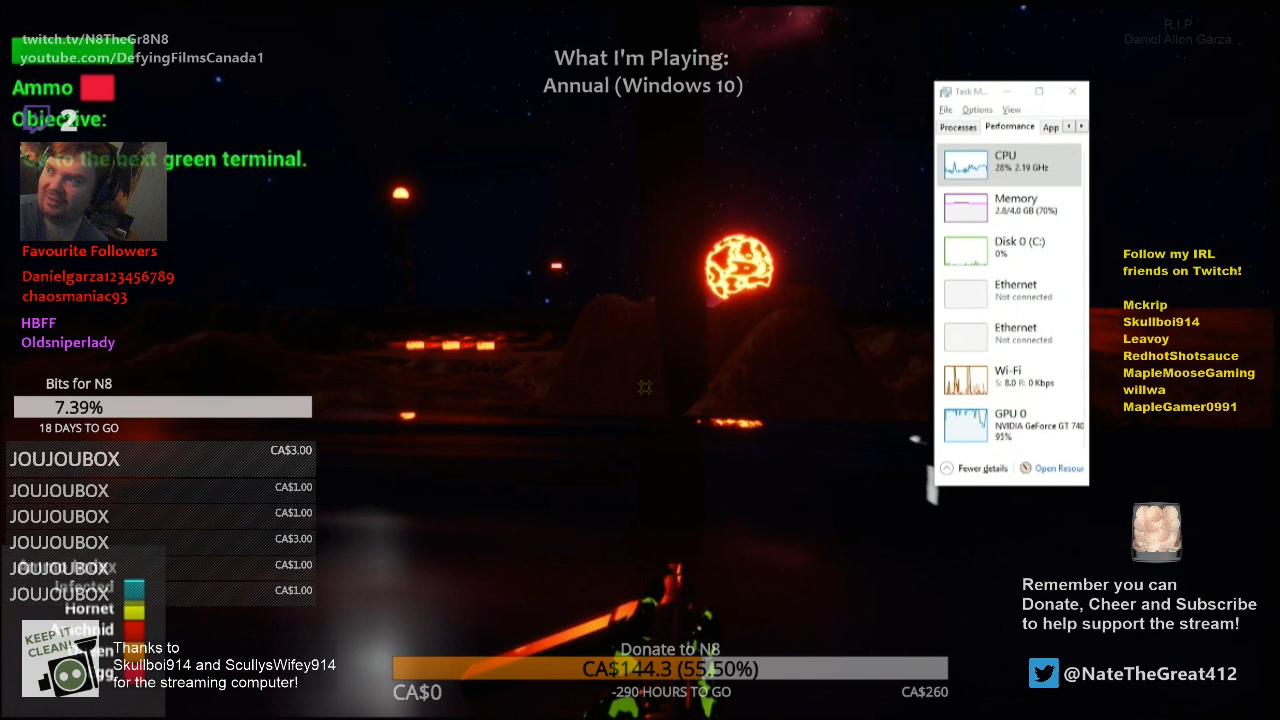 twitch.tv/N8TheGr8N8
youtube.com/DefyingFilmsCanada1
Ammo
Objective:
2
to the next green terminal.
Favourite Followers
Danielgarza123456789
chaosmaniac93
HBFF
Oldsniperlady
Bits for N8
7.39%
18 DAYS TO GO
JOUJOUBOX CA$3.00
JOUJOUBOX CA$1.00
JOUJOUBOX CA$1.00
JOUJOUBOX CA$3.00
JOUJOUBOX CA$1.00
JOUJOUBOX CA$1.00
Infected
Hornet
KEEP IT
CLEAN!
Thanks to
Skullboi914 and ScullysWifey914
for the streaming computer!
What I'm Playing:
Annual (Windows 10)
Donate to N8
CA$144.3 (55.50%)
CA$0 -290 HOURS TO GO CA$260
Task M...
File Options View
Processes Performance App
CPU
28% 2.19 GHz
Memory
2.8/4.0 GB (70%)
Disk 0 (C:)
0%
Ethernet
Not connected
Ethernet
Not connected
Wi-Fi
S: 8.0 R: 0 Kbps
GPU 0
NVIDIA GeForce GT 740
95%
Fewer details Open Resou
R.I.P
Daniel Allen Garza
Follow my IRL
friends on Twitch!
Mckrip
Skullboi914
Leavoy
RedhotShotsauce
MapleMooseGaming
willwa
MapleGamer0991
Remember you can
Donate, Cheer and Subscribe
to help support the stream!
@NateTheGreat412